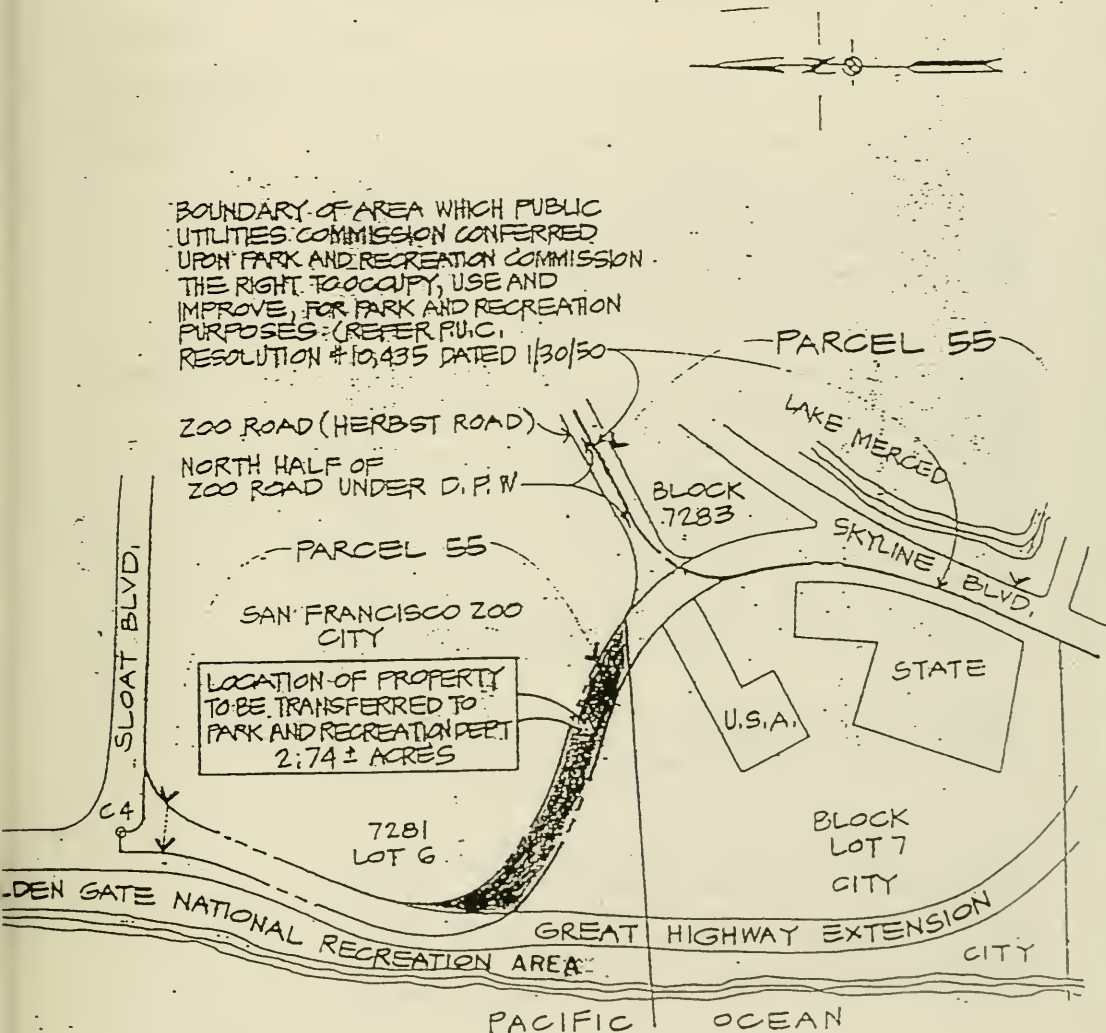 N
BOUNDARY OF AREA WHICH PUBLIC
UTILITIES COMMISSION CONFERRED
UPON PARK AND RECREATION COMMISSION
THE RIGHT TO OCCUPY, USE AND
IMPROVE, FOR PARK AND RECREATION
PURPOSES (REFER P.U.C.
RESOLUTION #10,435 DATED 1/30/50
PARCEL 55
ZOO ROAD (HERBST ROAD)
NORTH HALF OF
ZOO ROAD UNDER D.P.W
LAKE MERCED
BLOCK
7283
SKYLINE BLVD.
PARCEL 55
SAN FRANCISCO ZOO
CITY
SLOAT BLVD.
LOCATION OF PROPERTY
TO BE TRANSFERRED TO
PARK AND RECREATION DEPT
2.74 ± ACRES
U.S.A.
STATE
C4
7281
LOT 6
BLOCK
LOT 7
CITY
LDEN GATE NATIONAL RECREATION AREA
GREAT HIGHWAY EXTENSION
CITY
PACIFIC OCEAN